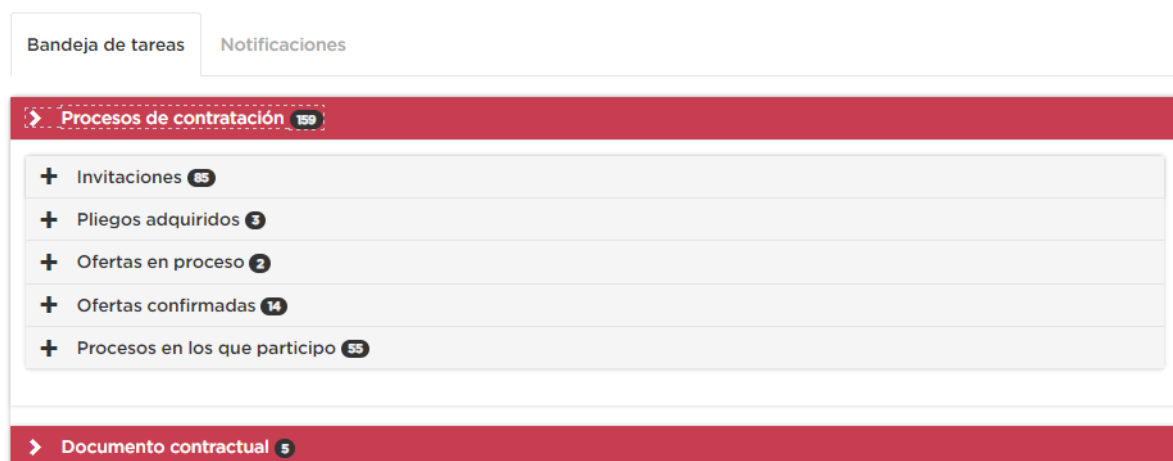 Bandeja de tareas Notificaciones
Procesos de contratación 159
Invitaciones 85
Pliegos adquiridos 3
Ofertas en proceso 2
Ofertas confirmadas 14
Procesos en los que participo 55
Documento contractual 5